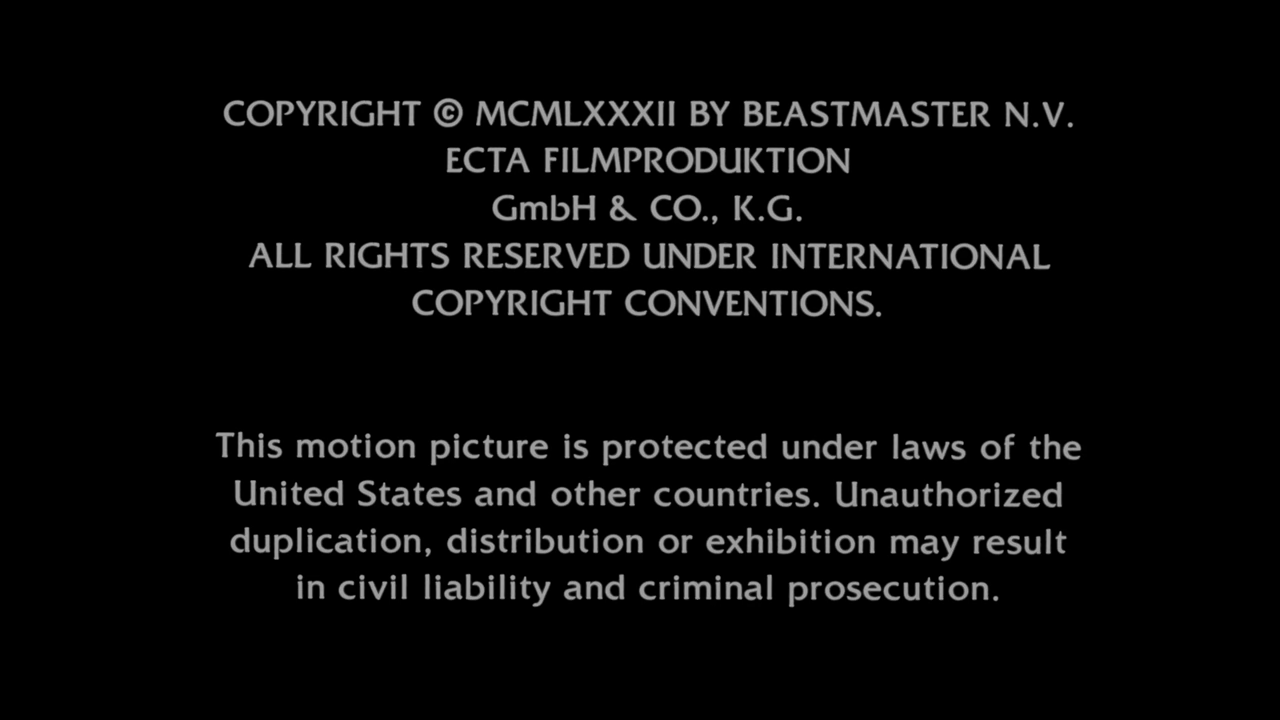 COPYRIGHT © MCMLXXXII BY BEASTMASTER N.V.
ECTA FILMPRODUKTION
GmbH & CO., K.G.
ALL RIGHTS RESERVED UNDER INTERNATIONAL
COPYRIGHT CONVENTIONS.
This motion picture is protected under laws of the
United States and other countries. Unauthorized
duplication, distribution or exhibition may result
in civil liability and criminal prosecution.